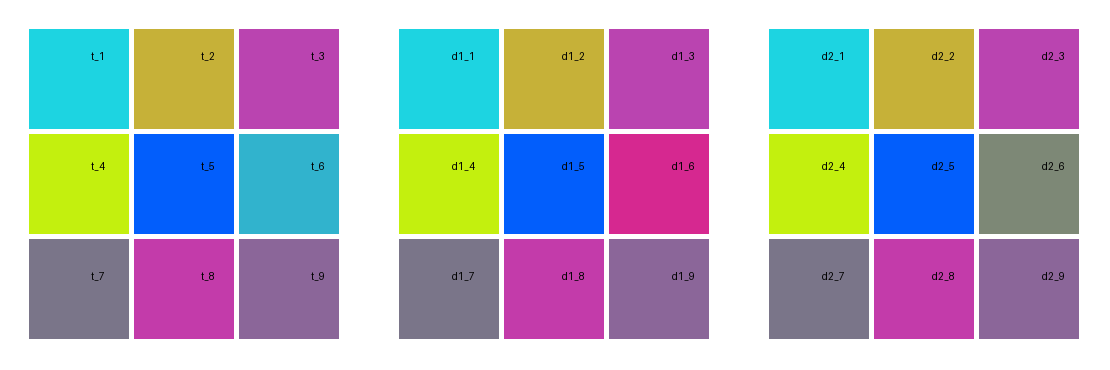 t_1 t_2 t_3 d1_1 d1_2 d1_3 d2_1 d2_2 d2_3
t_4 t_5 t_6 d1_4 d1_5 d1_6 d2_4 d2_5 d2_6
t_7 t_8 t_9 d1_7 d1_8 d1_9 d2_7 d2_8 d2_9